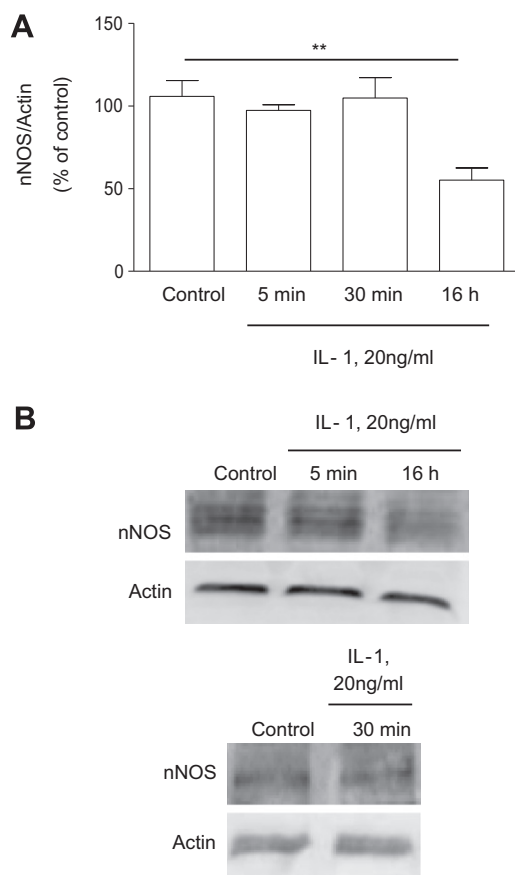 A
150
**
100
50
0
nNOS/Actin
(% of control)
Control 5 min 30 min 16 h
IL- 1, 20ng/ml
B
IL- 1, 20ng/ml
Control 5 min 16 h
nNOS
Actin
IL-1,
20ng/ml
Control 30 min
nNOS
Actin